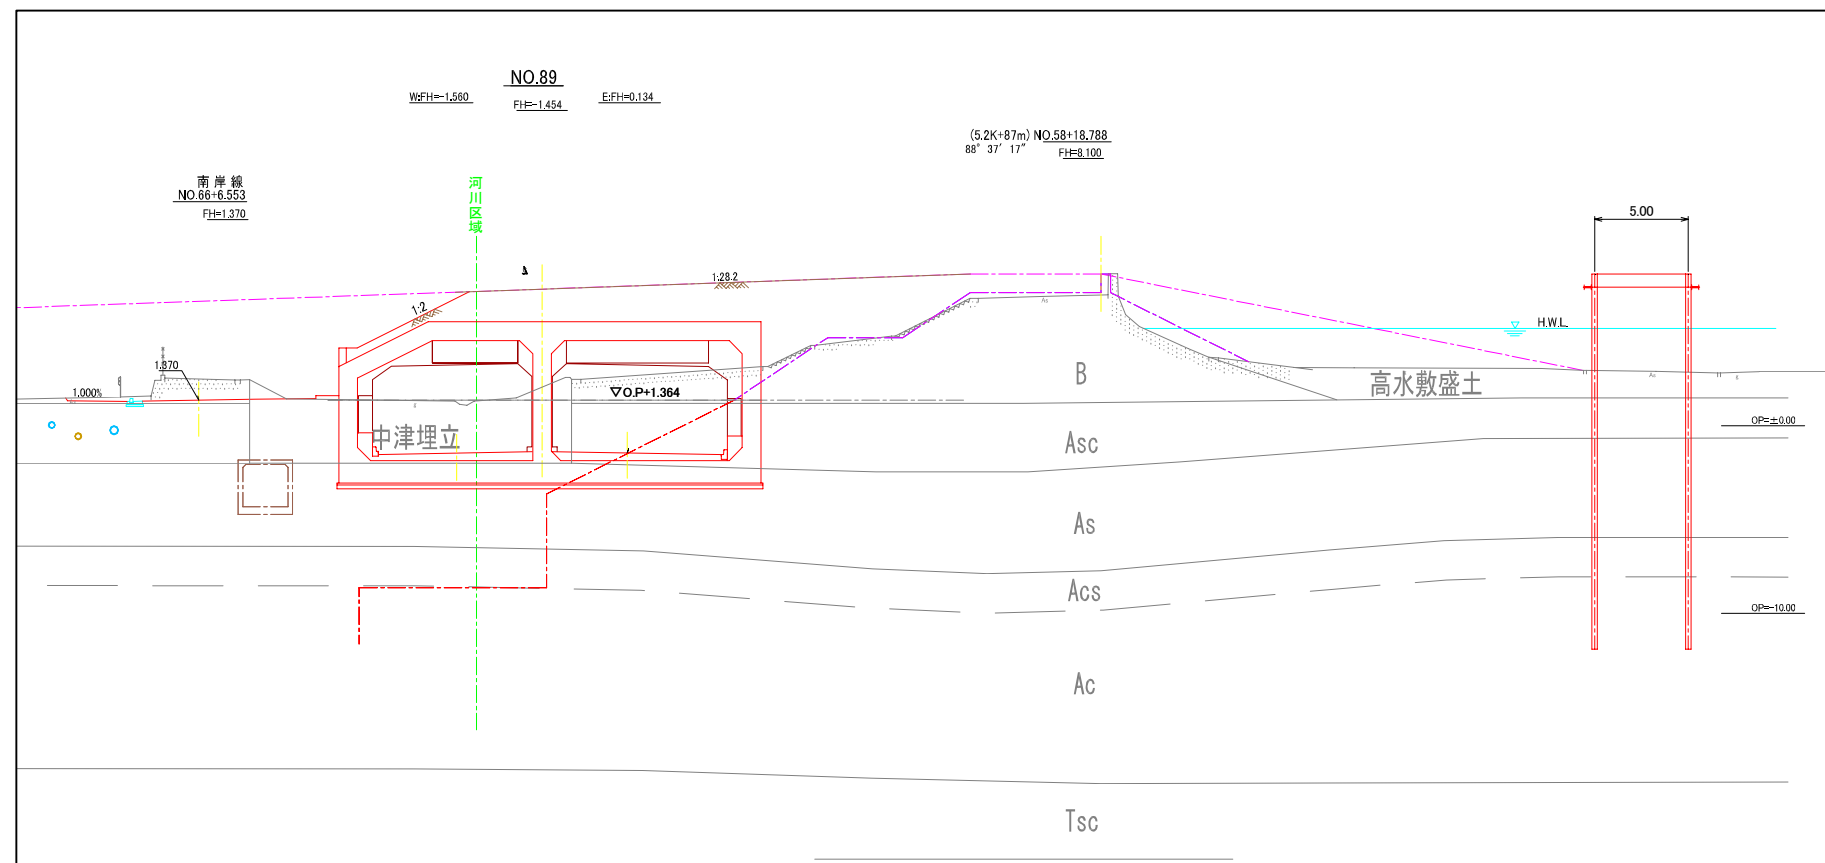 NO.89
W:FH=-1.560
FH=-1.454
E:FH=0.134
(5.2K+87m) NO.58+18.788
88° 37′ 17″
FH=8.100
南岸線
NO.66+6.553
FH=1.370
河川区域
5.00
1:28.2
1:2
As
H.W.L.
1.370
1.000%
▽O.P+1.364
B
高水敷盛土
As
中津埋立
Asc
OP=±0.00
As
Acs
OP=-10.00
Ac
Tsc